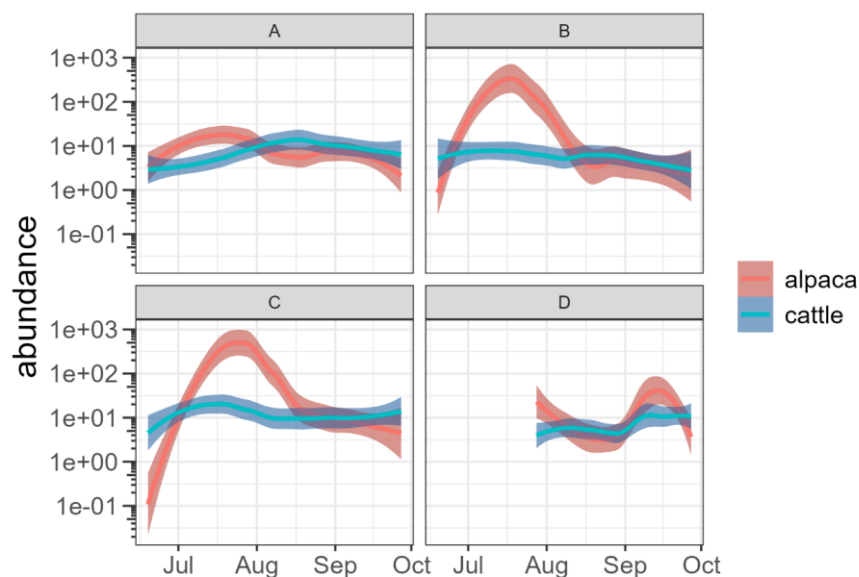 A
B
1e+03
1e+02
1e+01
1e+00
1e-01
abundance
alpaca
cattle
C
D
1e+03
1e+02
1e+01
1e+00
1e-01
Jul Aug Sep Oct
Jul Aug Sep Oct